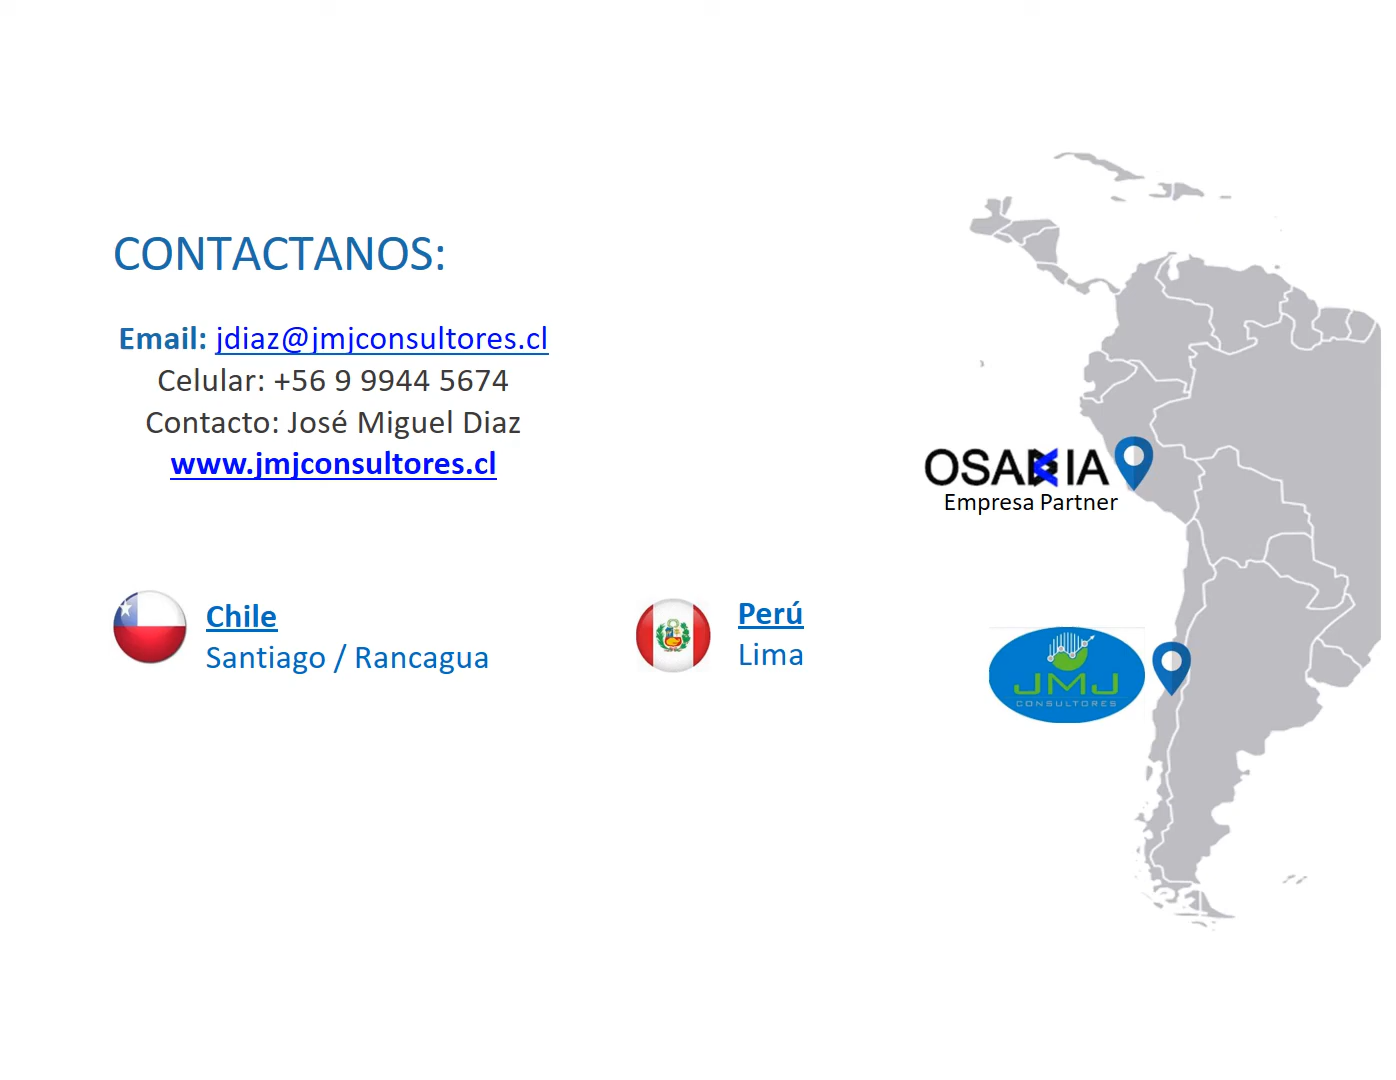 CONTACTANOS:
Email: jdiaz@jmjconsultores.cl
Celular: +56 9 9944 5674
Contacto: José Miguel Diaz
www.jmjconsultores.cl
OSAKIA
Empresa Partner
Chile
Santiago / Rancagua
Perú
Lima
JMJ
CONSULTORES